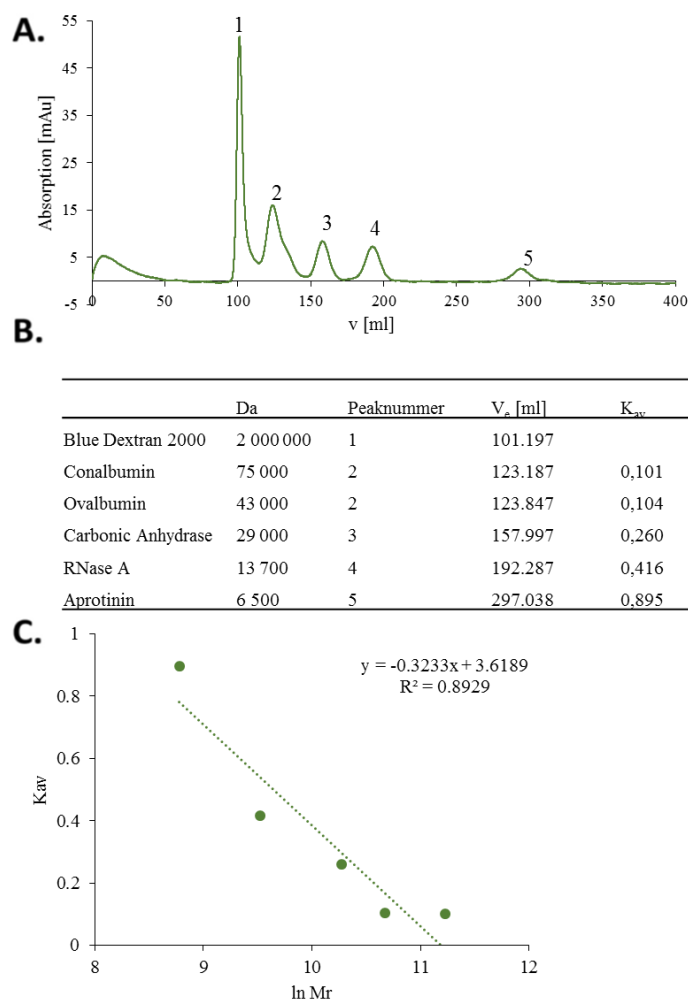 A.
55
45
35
25
15
5
-5
Absorption [mAu]
1
2
3
4
5
0 50 100 150 200 250 300 350 400
v [ml]
B.
Da Peaknummer Ve [ml] Kav
Blue Dextran 2000 2 000 000 1 101.197
Conalbumin 75 000 2 123.187 0,101
Ovalbumin 43 000 2 123.847 0,104
Carbonic Anhydrase 29 000 3 157.997 0,260
RNase A 13 700 4 192.287 0,416
Aprotinin 6 500 5 297.038 0,895
C.
y = -0.3233x + 3.6189
R² = 0.8929
1
0.8
0.6
0.4
0.2
0
Kav
8 9 10 11 12
ln Mr